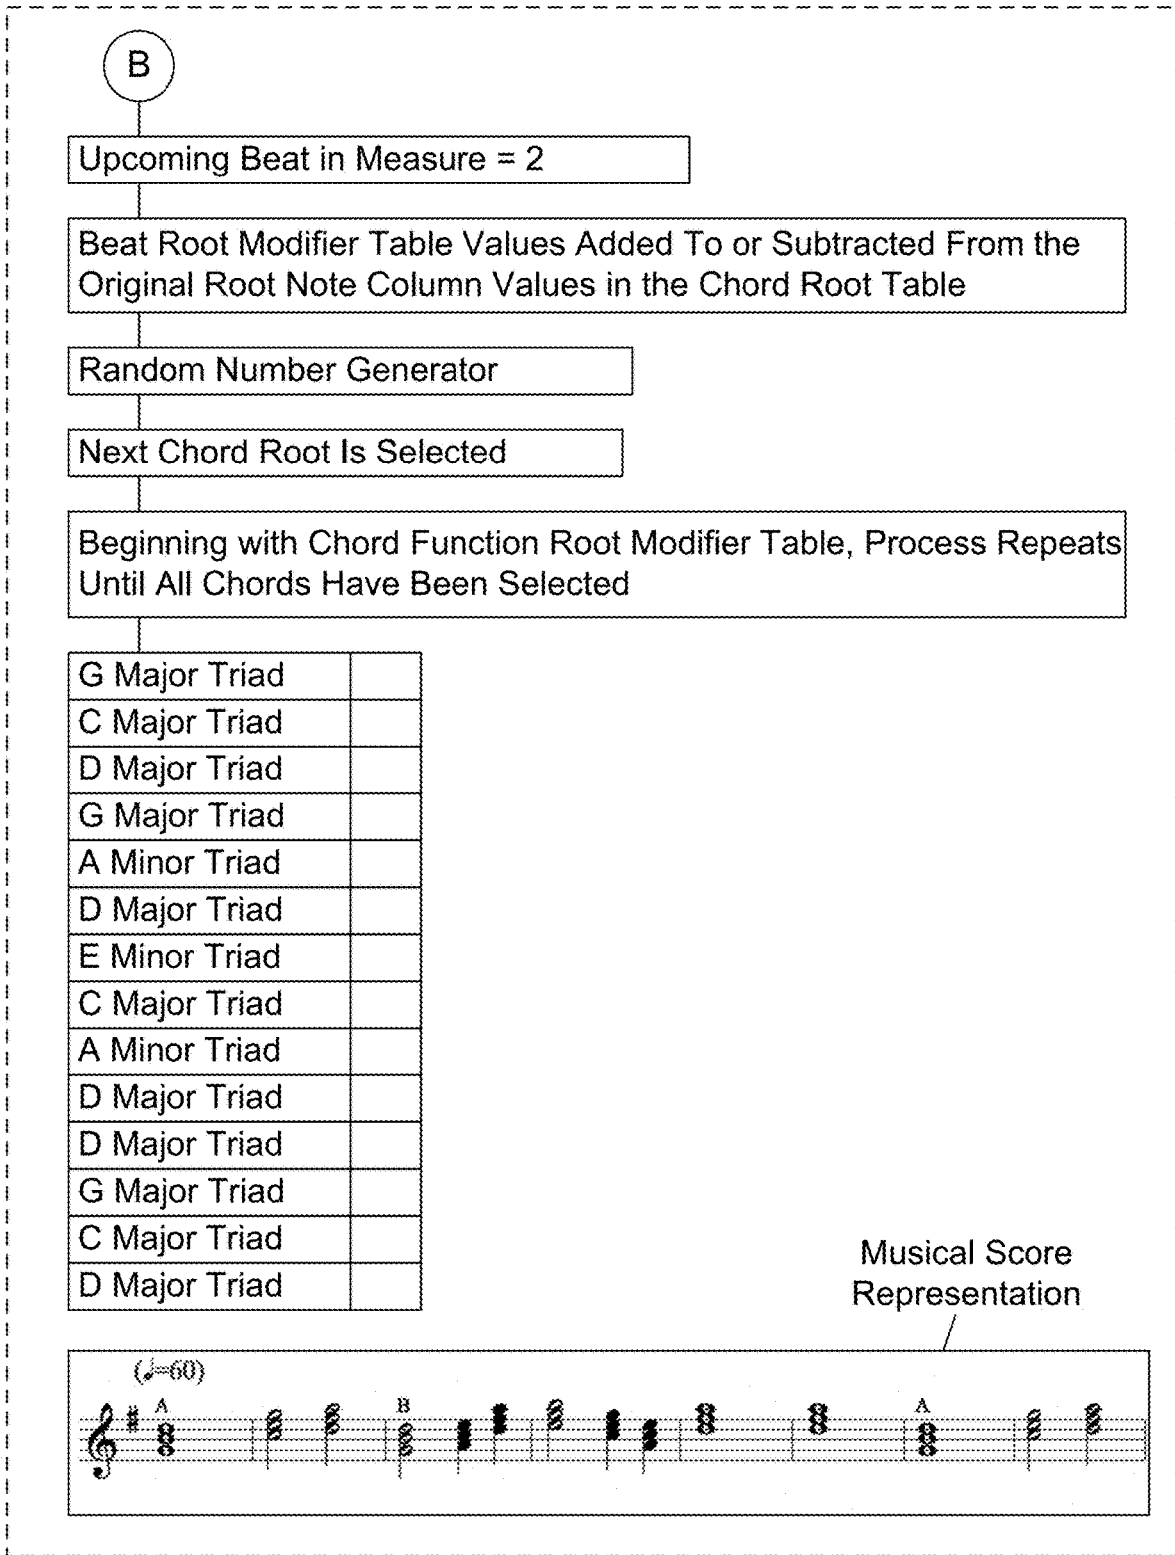 B
Upcoming Beat in Measure = 2
Beat Root Modifier Table Values Added To or Subtracted From the
Original Root Note Column Values in the Chord Root Table
Random Number Generator
Next Chord Root Is Selected
Beginning with Chord Function Root Modifier Table, Process Repeats
Until All Chords Have Been Selected
G Major Triad
C Major Triad
D Major Triad
G Major Triad
A Minor Triad
D Major Triad
E Minor Triad
C Major Triad
A Minor Triad
D Major Triad
D Major Triad
G Major Triad
C Major Triad
D Major Triad
Musical Score
Representation
(♩=60)
A B A